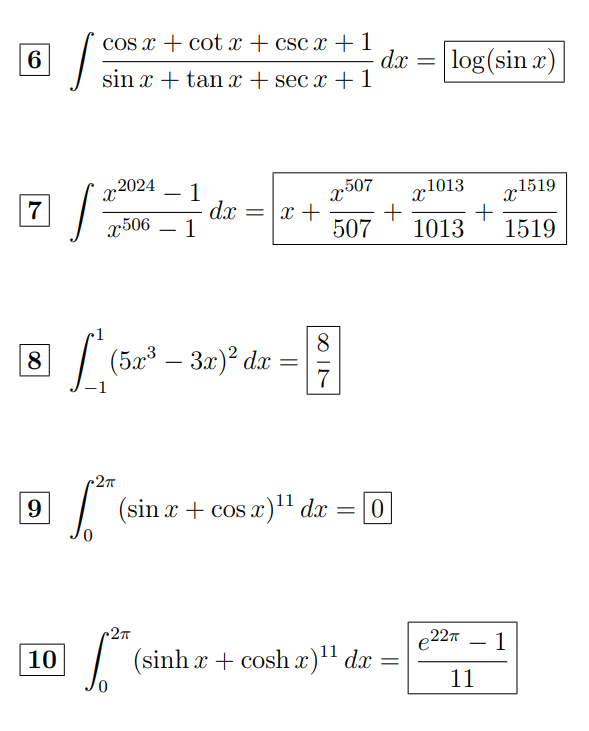 6 ∫ (cos x + cot x + csc x + 1)/(sin x + tan x + sec x + 1) dx = log(sin x)
7 ∫ (x^2024 − 1)/(x^506 − 1) dx = x + x^507/507 + x^1013/1013 + x^1519/1519
8 ∫_{−1}^{1} (5x^3 − 3x)^2 dx = 8/7
9 ∫_0^{2π} (sin x + cos x)^11 dx = 0
10 ∫_0^{2π} (sinh x + cosh x)^11 dx = (e^{22π} − 1)/11